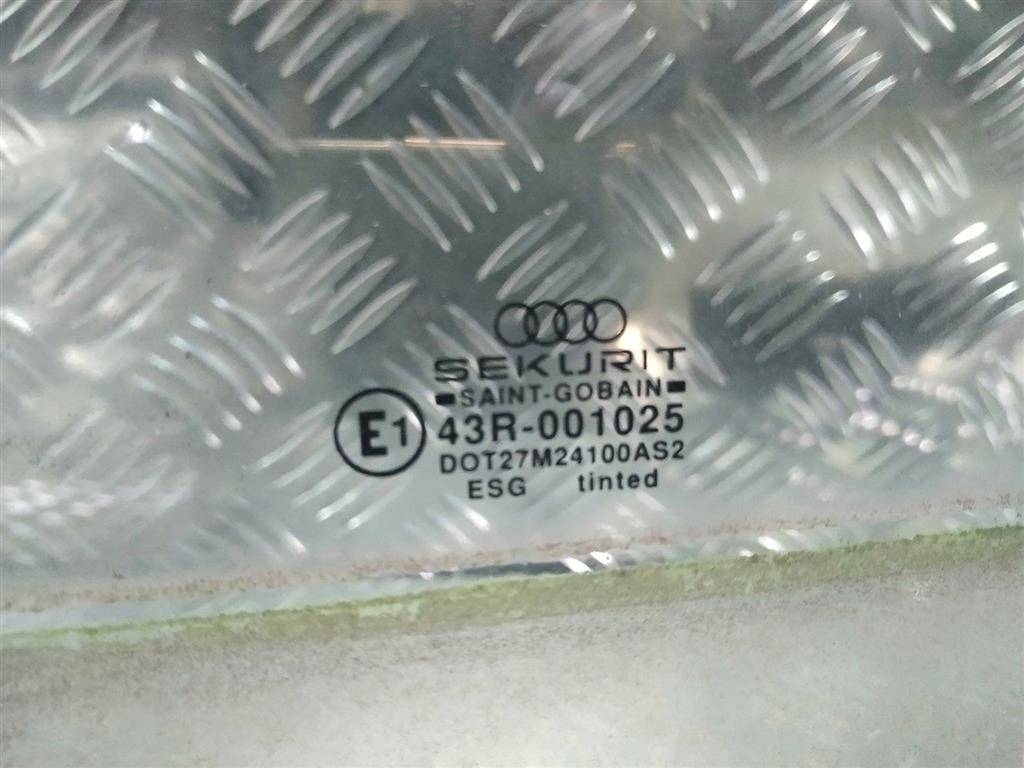 SEKURIT
SAINT-GOBAIN
E1 43R-001025
DOT27M24100AS2
ESG tinted